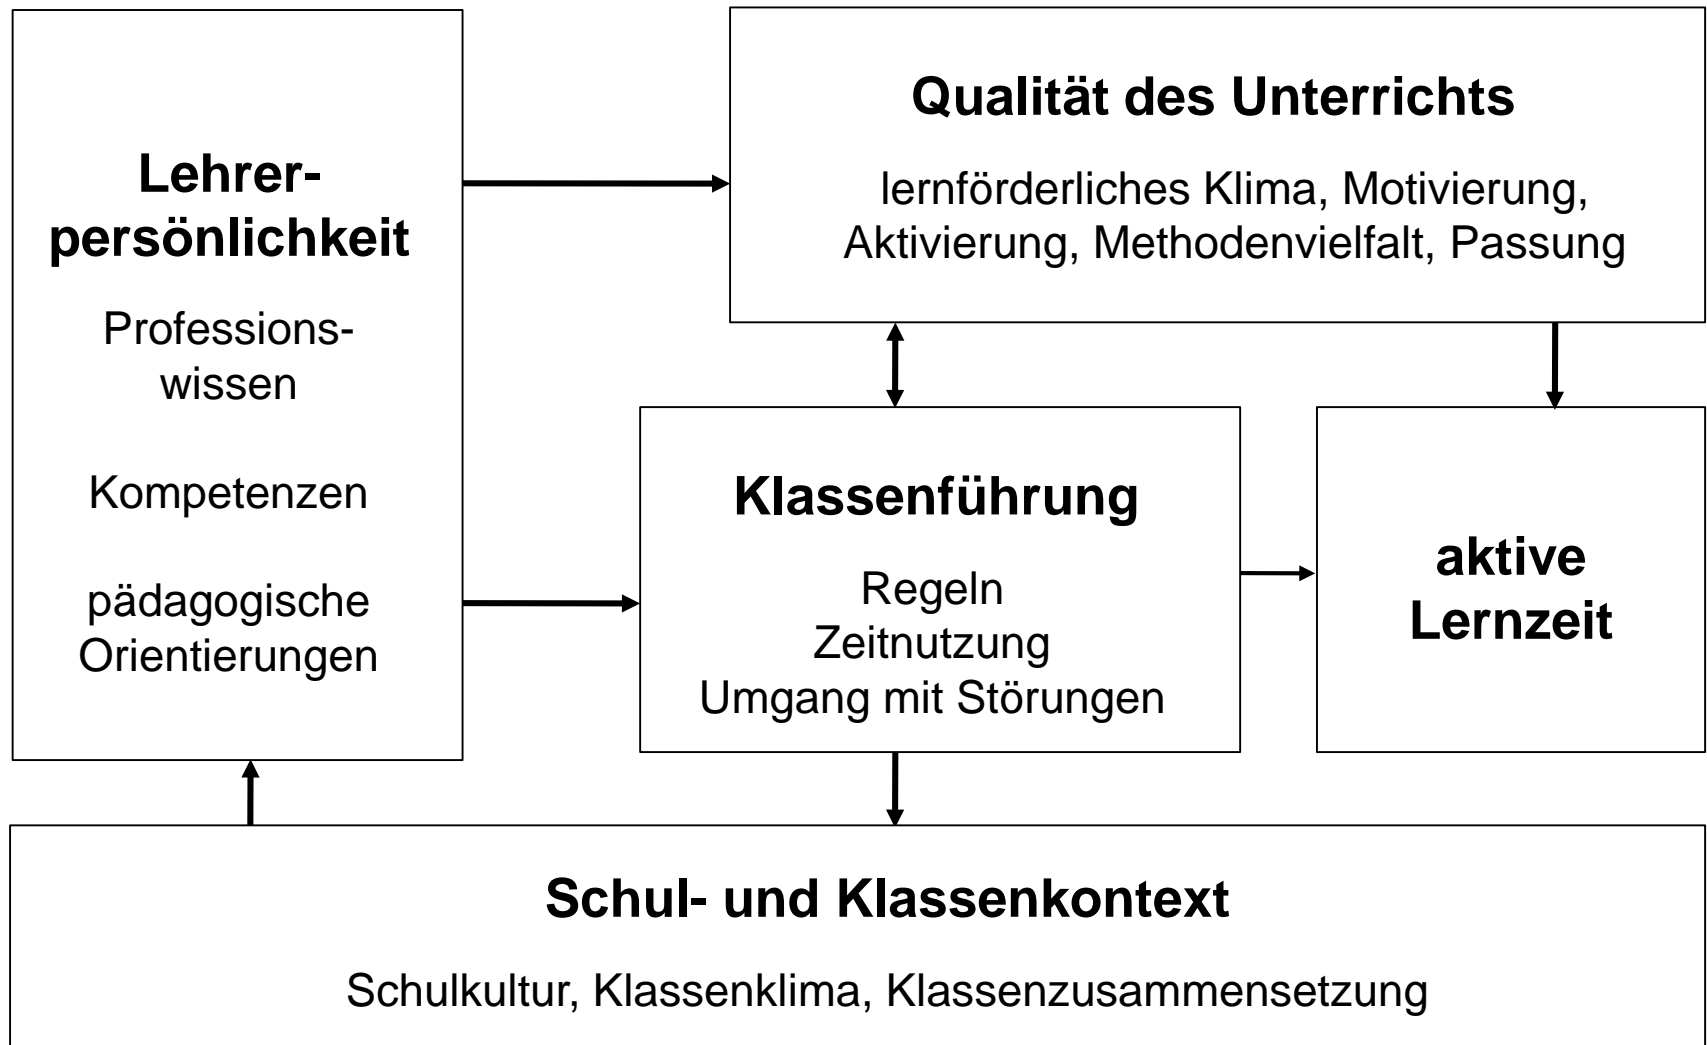 Lehrer-
persönlichkeit
Professions-
wissen
Kompetenzen
pädagogische
Orientierungen
Qualität des Unterrichts
lernförderliches Klima, Motivierung,
Aktivierung, Methodenvielfalt, Passung
Klassenführung
Regeln
Zeitnutzung
Umgang mit Störungen
aktive
Lernzeit
Schul- und Klassenkontext
Schulkultur, Klassenklima, Klassenzusammensetzung